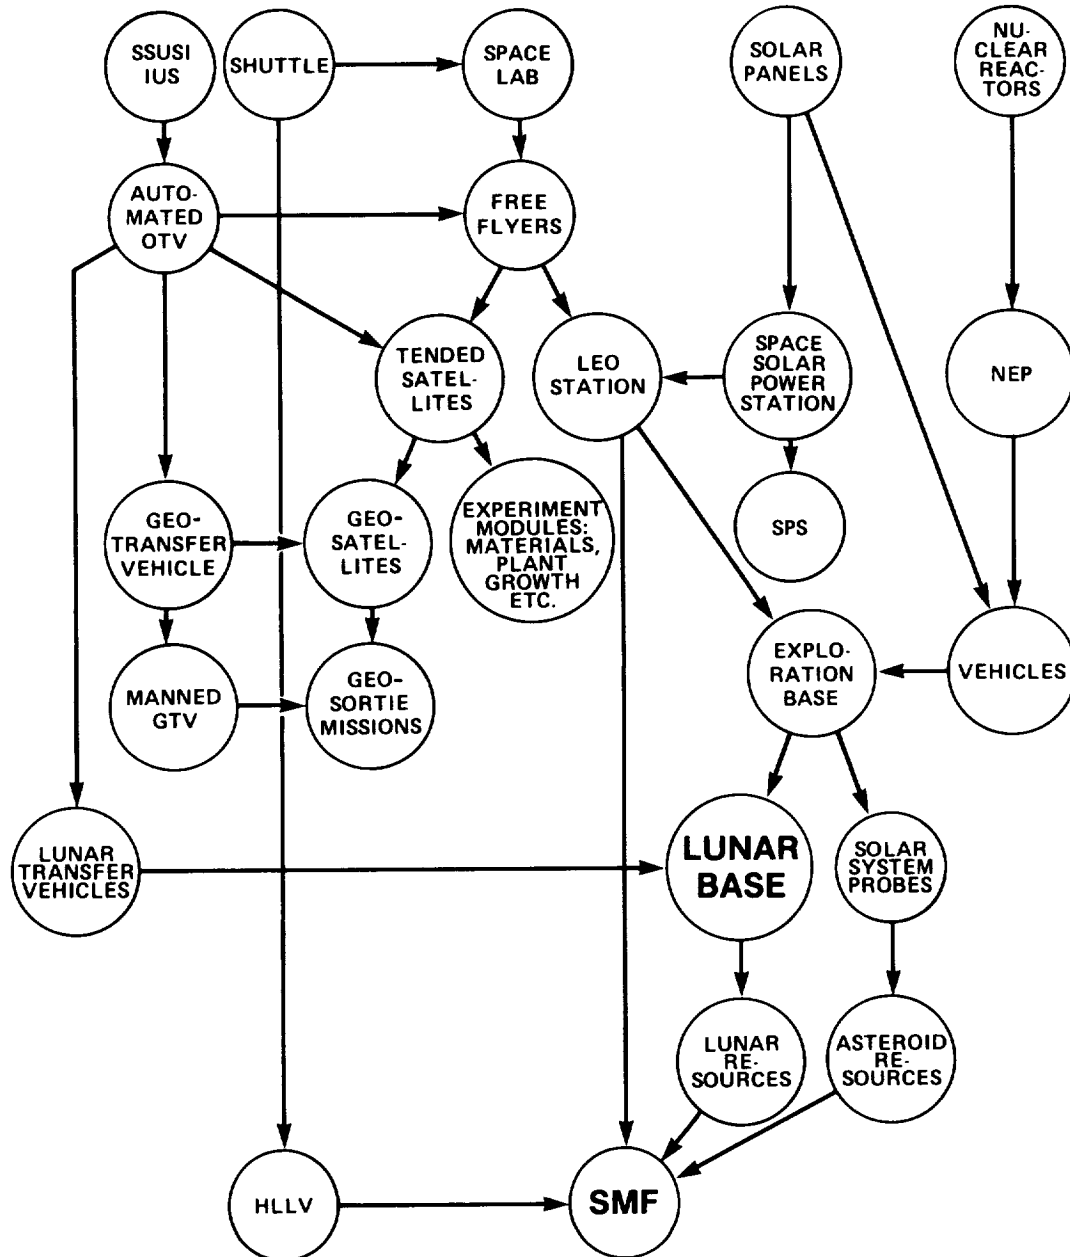 SSUSI
IUS
SHUTTLE
SPACE
LAB
SOLAR
PANELS
NU-
CLEAR
REAC-
TORS
AUTO-
MATED
OTV
FREE
FLYERS
TENDED
SATEL-
LITES
LEO
STATION
SPACE
SOLAR
POWER
STATION
NEP
GEO-
TRANSFER
VEHICLE
GEO-
SATEL-
LITES
EXPERIMENT
MODULES:
MATERIALS,
PLANT
GROWTH
ETC.
SPS
MANNED
GTV
GEO-
SORTIE
MISSIONS
EXPLO-
RATION
BASE
VEHICLES
LUNAR
TRANSFER
VEHICLES
LUNAR
BASE
SOLAR
SYSTEM
PROBES
LUNAR
RE-
SOURCES
ASTEROID
RE-
SOURCES
HLLV
SMF